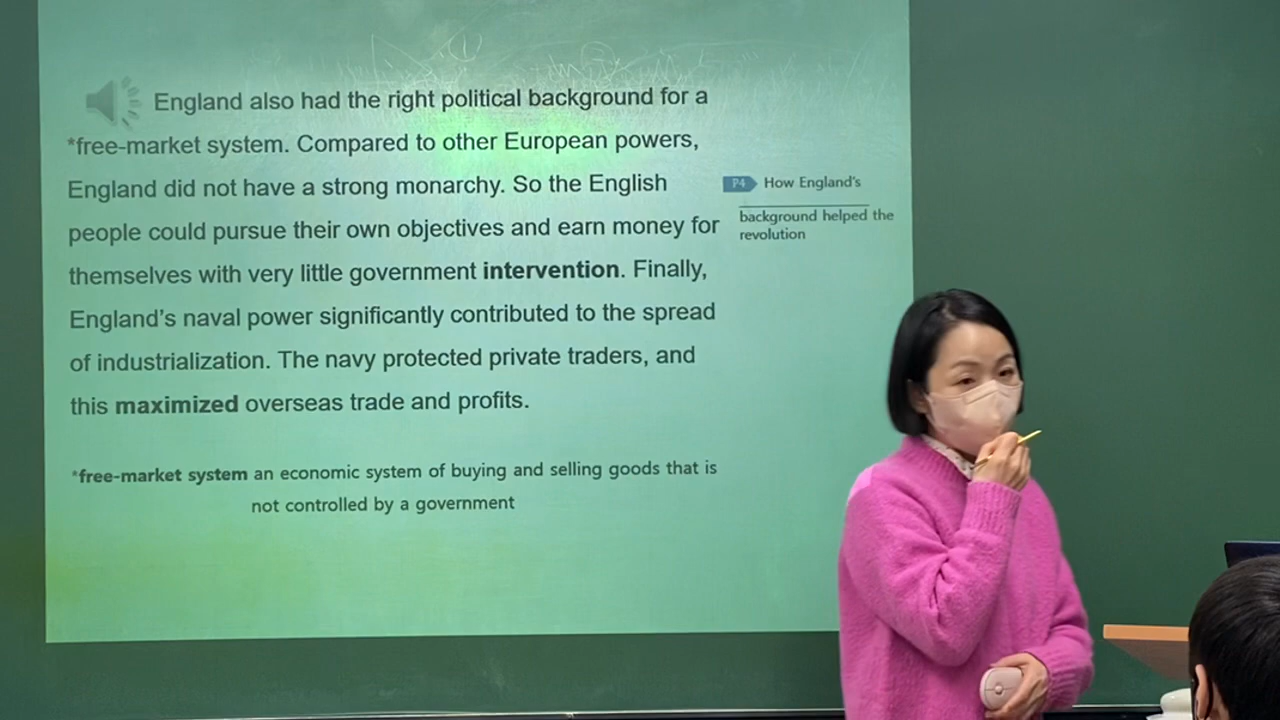 England also had the right political background for a
*free-market system. Compared to other European powers,
England did not have a strong monarchy. So the English
people could pursue their own objectives and earn money for
themselves with very little government intervention. Finally,
England's naval power significantly contributed to the spread
of industrialization. The navy protected private traders, and
this maximized overseas trade and profits.
*free-market system an economic system of buying and selling goods that is
not controlled by a government
P4 How England's
background helped the
revolution